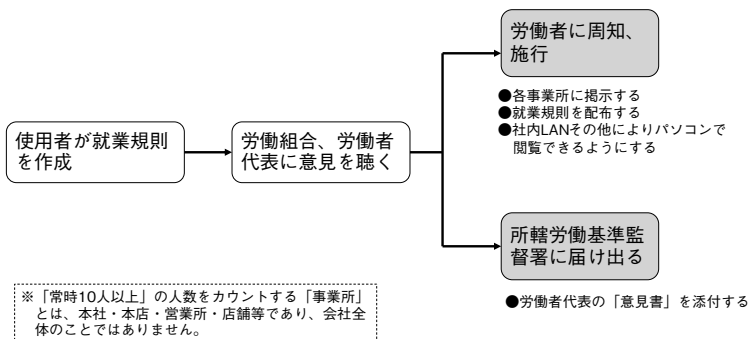 使用者が就業規則
を作成
労働組合、労働者
代表に意見を聴く
労働者に周知、
施行
●各事業所に掲示する
●就業規則を配布する
●社内LANその他によりパソコンで
閲覧できるようにする
所轄労働基準監
督署に届け出る
●労働者代表の「意見書」を添付する
※「常時10人以上」の人数をカウントする「事業所」
とは、本社・本店・営業所・店舗等であり、会社全
体のことではありません。